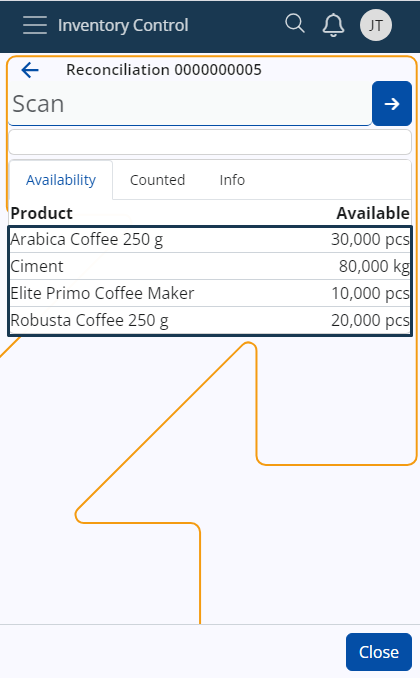 Inventory Control JT
Reconciliation 0000000005
Scan
Availability Counted Info
Product Available
Arabica Coffee 250 g 30,000 pcs
Ciment 80,000 kg
Elite Primo Coffee Maker 10,000 pcs
Robusta Coffee 250 g 20,000 pcs
Close